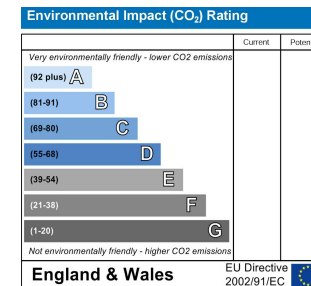 Environmental Impact (CO₂) Rating
Current Poten
Very environmentally friendly - lower CO2 emissions
(92 plus) A
(81-91) B
(69-80) C
(55-68) D
(39-54) E
(21-38) F
(1-20) G
Not environmentally friendly - higher CO2 emissions
England & Wales
EU Directive
2002/91/EC